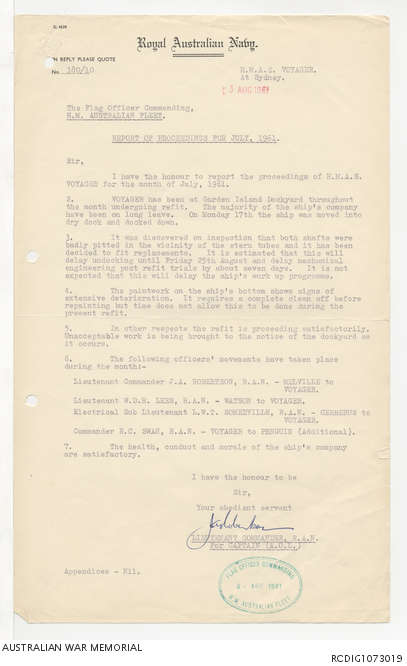 Royal Australian Navy.
IN REPLY PLEASE QUOTE
No. 180/10
H.M.A.S. VOYAGER,
At Sydney.
3 AUG 1961
The Flag Officer Commanding,
H.M. AUSTRALIAN FLEET.
REPORT OF PROCEEDINGS FOR JULY, 1961.
Sir,
I have the honour to report the proceedings of H.M.A.S.
VOYAGER for the month of July, 1961.
2. VOYAGER has been at Garden Island Dockyard throughout
the month undergoing refit. The majority of the ship's company
have been on long leave. On Monday 17th the ship was moved into
dry dock and docked down.
3. It was discovered on inspection that both shafts were
badly pitted in the vicinity of the stern tubes and it has been
decided to fit replacements. It is estimated that this will
delay undocking until Friday 25th August and delay mechanical
engineering post refit trials by about seven days. It is not
expected that this will delay the ship's work up programme.
4. The paintwork on the ship's bottom shows signs of
extensive deterioration. It requires a complete clean off before
repainting but time does not allow this to be done during the
present refit.
5. In other respects the refit is proceeding satisfactorily.
Unacceptable work is being brought to the notice of the dockyard as
it occurs.
6. The following officers' movements have taken place
during the month:-
Lieutenant Commander J.A. ROBERTSON, R.A.N. - MELVILLE to
VOYAGER.
Lieutenant W.D.H. LEES, R.A.N. - WATSON to VOYAGER.
Electrical Sub Lieutenant L.W.T. SOMERVILLE, R.A.N. - CERBERUS to
VOYAGER.
Commander R.C. SWAN, R.A.N. - VOYAGER to PENGUIN (Additional).
7. The health, conduct and morale of the ship's company
are satisfactory.
I have the honour to be
Sir,
Your obedient servant
LIEUTENANT COMMANDER, R.A.N.
For CAPTAIN (A.O.L.)
FLAG OFFICER COMMANDING
AUG 1961
H.M. AUSTRALIAN FLEET
Appendices - Nil.
AUSTRALIAN WAR MEMORIAL
RCDIG1073019